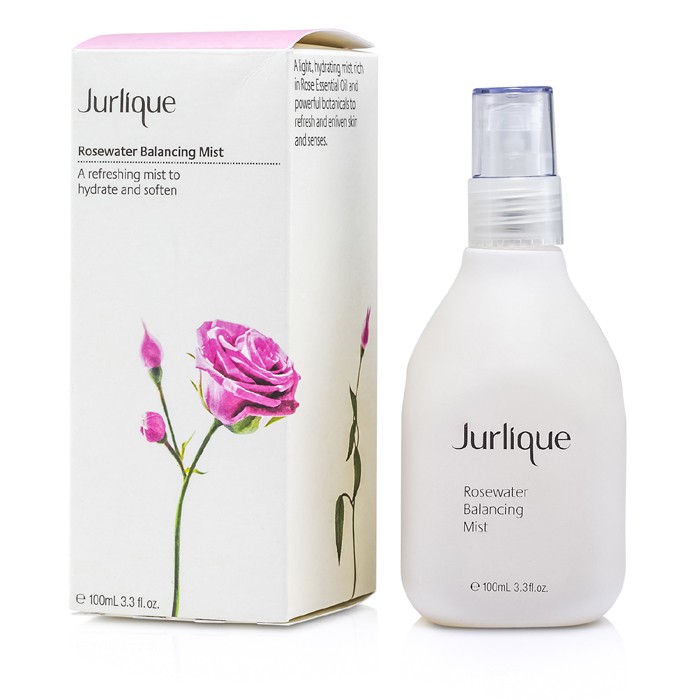 Jurlique
Rosewater Balancing Mist
A refreshing mist to
hydrate and soften
℮ 100mL 3.3 fl.oz.
A light, hydrating mist rich
in Rose Essential Oil and
powerful botanicals to
refresh and enliven skin
and senses.
Jurlique
Rosewater
Balancing
Mist
℮ 100mL 3.3 fl.oz.